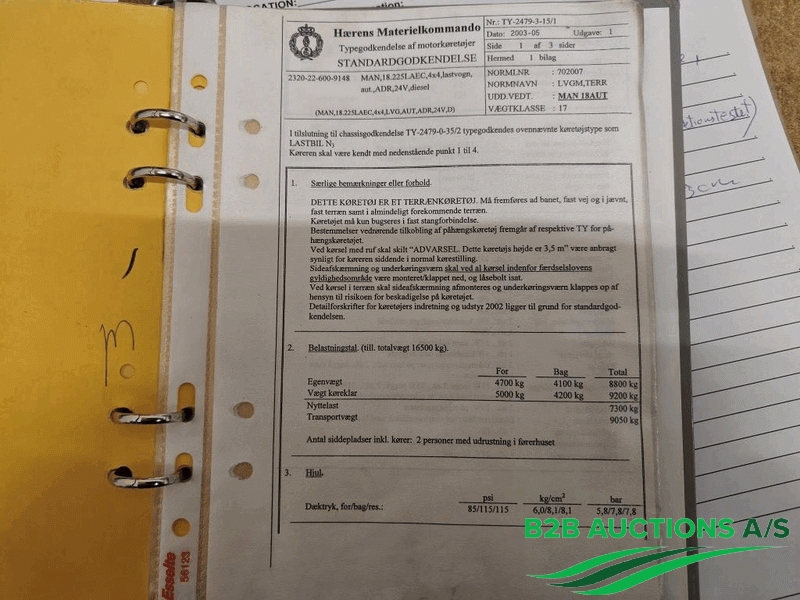 CATION:
Hærens Materielkommando
Typegodkendelse af motorkøretøjer
STANDARDGODKENDELSE
Nr.: TY-2479-3-15/1
Dato: 2003-05 Udgave: 1
Side 1 af 3 sider
Hermed 1 bilag
2320-22-600-9148 MAN,18.225LAEC,4x4,lastvogn,
aut.,ADR,24V,diesel
(MAN,18.225LAEC,4x4,LVG,AUT,ADR,24V,D)
NORMLNR : 702007
NORMNAVN : LVGM,TERR
UDD.VEDT. : MAN 18AUT
VÆGTKLASSE : 17
I tilslutning til chassisgodkendelse TY-2479-0-35/2 typegodkendes ovennævnte køretøjstype som
LASTBIL N3
Køreren skal være kendt med nedenstående punkt 1 til 4.
1. Særlige bemærkninger eller forhold.
DETTE KØRETØJ ER ET TERRÆNKØRETØJ. Må fremføres ad banet, fast vej og i jævnt,
fast terræn samt i almindeligt forekommende terræn.
Køretøjet må kun bugseres i fast stangforbindelse.
Bestemmelser vedrørende tilkobling af påhængskøretøj fremgår af respektive TY for på-
hængskøretøjet.
Ved kørsel med ruf skal skilt "ADVARSEL. Dette køretøjs højde er 3,5 m" være anbragt
synligt for køreren siddende i normal kørestilling.
Sideafskærmning og underkøringsværn skal ved al kørsel indenfor færdselslovens
gyldighedsområde være monteret/klappet ned, og låsebolt isat.
Ved kørsel i terræn skal sideafskærmning afmonteres og underkøringsværn klappes op af
hensyn til risikoen for beskadigelse på køretøjet.
Detailforskrifter for køretøjers indretning og udstyr 2002 ligger til grund for standardgod-
kendelsen.
2. Belastningstal. (till. totalvægt 16500 kg).
For Bag Total
Egenvægt 4700 kg 4100 kg 8800 kg
Vægt køreklar 5000 kg 4200 kg 9200 kg
Nyttelast 7300 kg
Transportvægt 9050 kg
Antal siddepladser inkl. kører: 2 personer med udrustning i førerhuset
3. Hjul.
psi kg/cm² bar
Dæktryk, for/bag/res.: 85/115/115 6,0/8,1/8,1 5,8/7,8/7,8
Esselte
56123
B2B AUCTIONS A/S